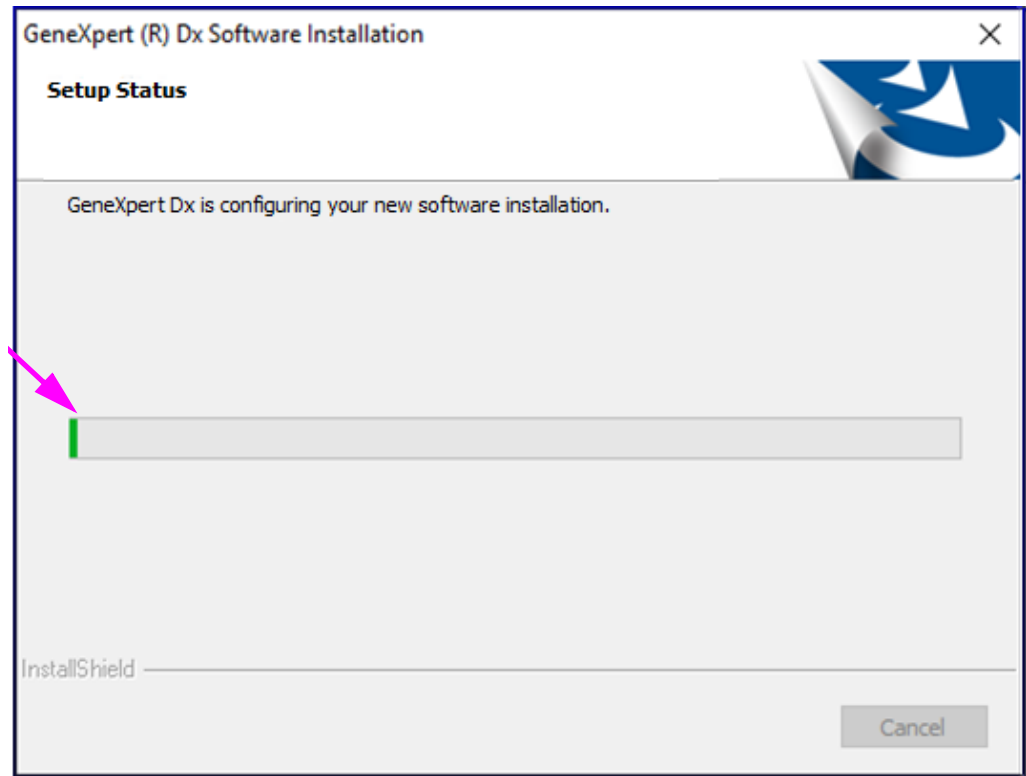 GeneXpert (R) Dx Software Installation
Setup Status
GeneXpert Dx is configuring your new software installation.
InstallShield
Cancel